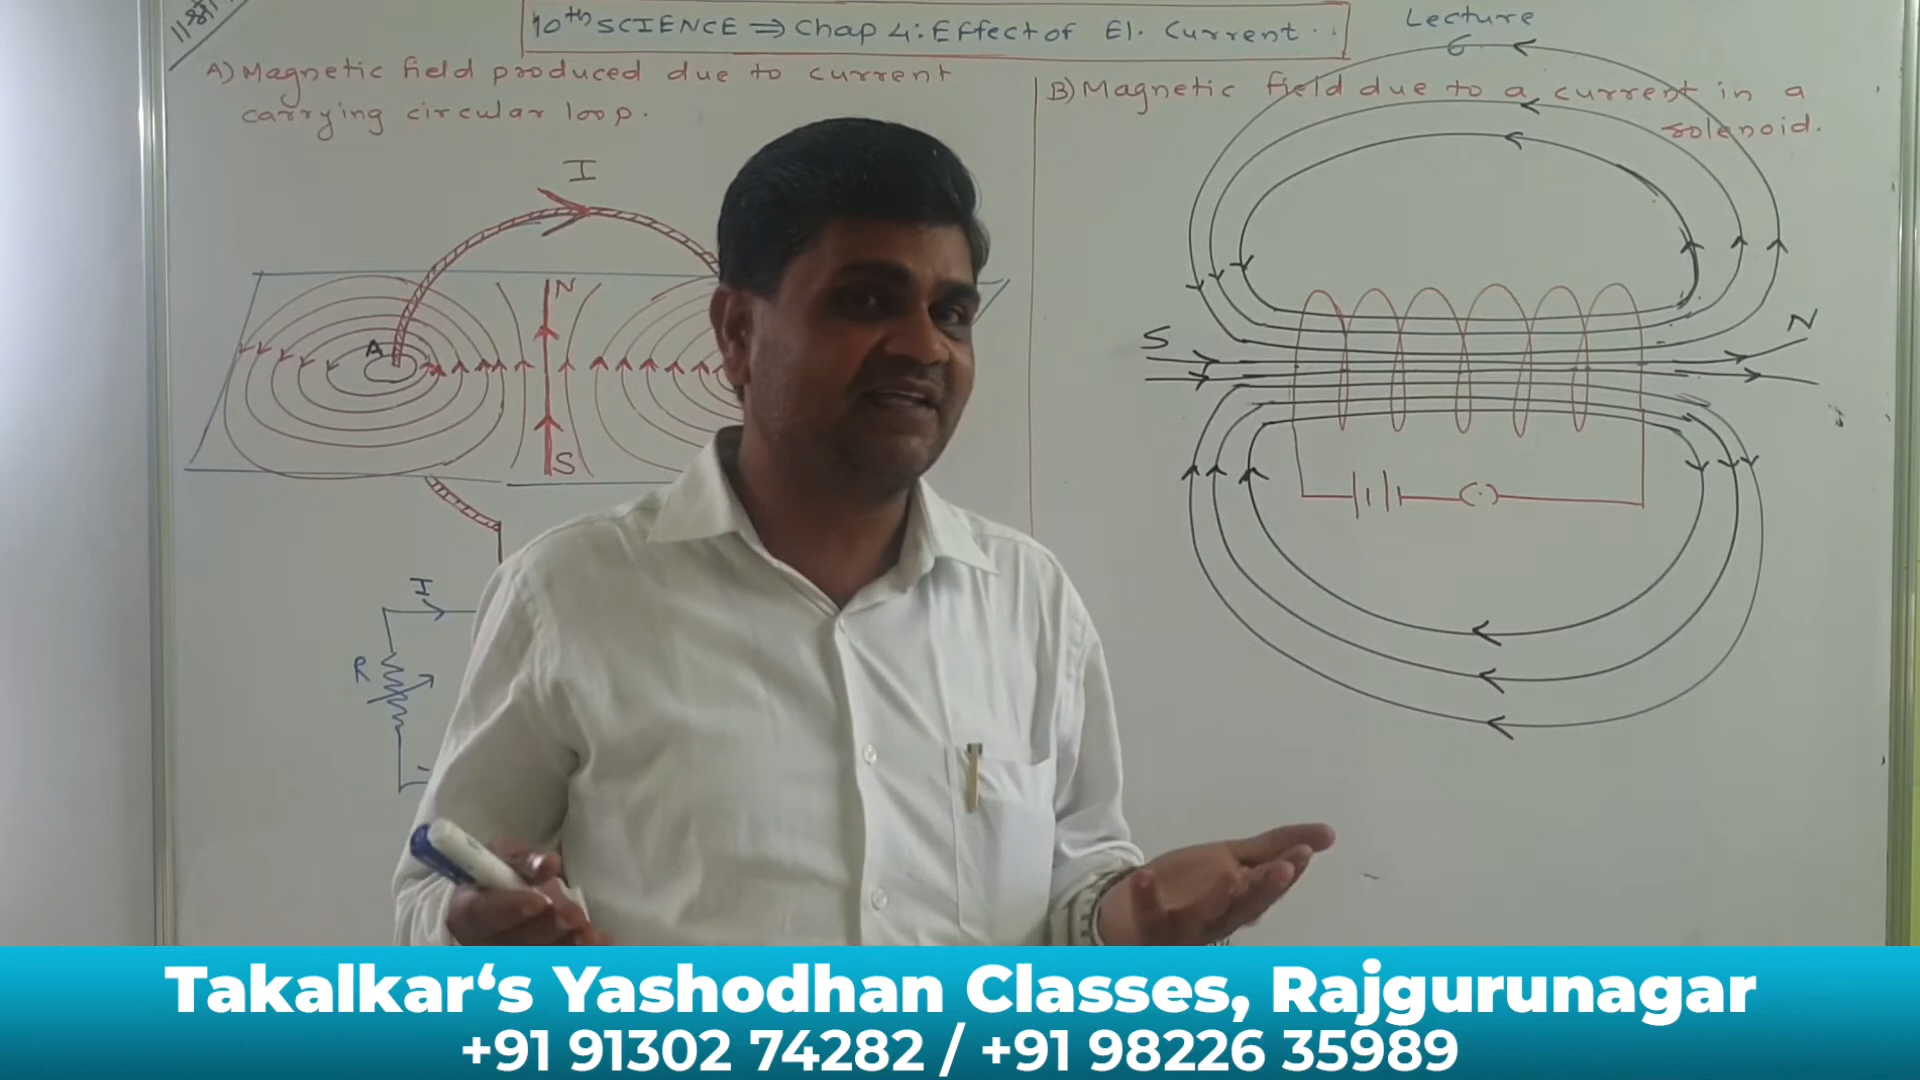 ॥श्री
10th SCIENCE ⇒ Chap 4: Effect of El. Current.
Lecture
6
A) Magnetic field produced due to current
carrying circular loop.
B) Magnetic field due to a current in a
solenoid.
I
N
A
S
S
N
I
R
Takalkar‘s Yashodhan Classes, Rajgurunagar
+91 91302 74282 / +91 98226 35989